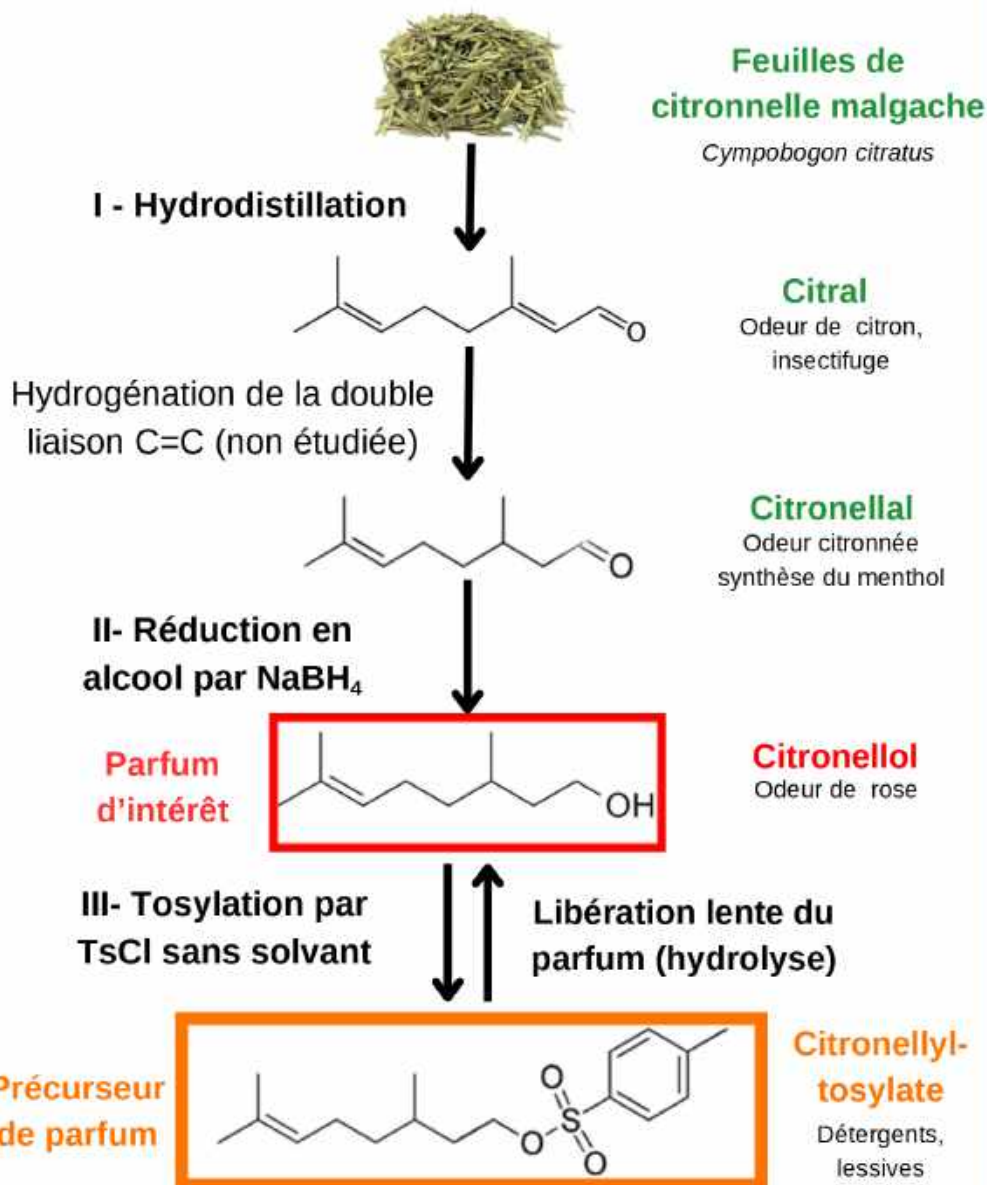 Feuilles de
citronnelle malgache
Cympobogon citratus
I - Hydrodistillation
O
Citral
Odeur de citron,
insectifuge
Hydrogénation de la double
liaison C=C (non étudiée)
O
Citronellal
Odeur citronnée
synthèse du menthol
II- Réduction en
alcool par NaBH₄
Parfum
d'intérêt
OH
Citronellol
Odeur de rose
III- Tosylation par
TsCl sans solvant
Libération lente du
parfum (hydrolyse)
Précurseur
de parfum
O
O
S
O
Citronellyl-
tosylate
Détergents,
lessives